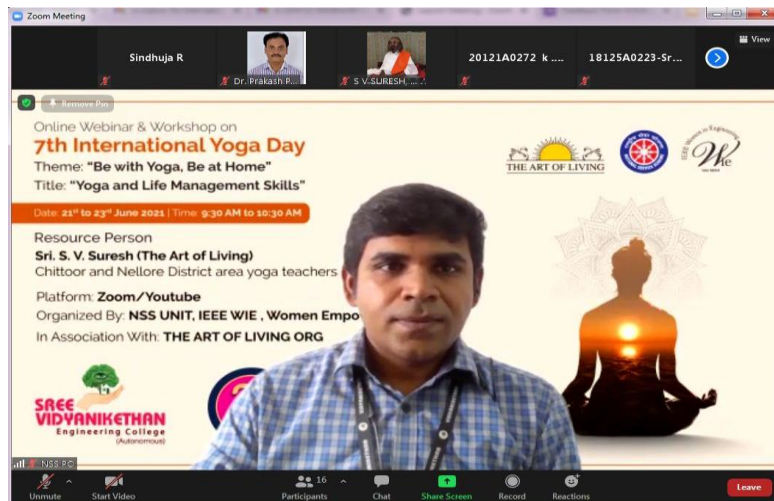 Zoom Meeting
View
Sindhuja R
Dr. Prakash P...
S V SURESH, ...
20121A0272 k ....
18125A0223-Sr...
Remove Pin
Online Webinar & Workshop on
7th International Yoga Day
Theme: “Be with Yoga, Be at Home”
Title: “Yoga and Life Management Skills”
Date: 21st to 23rd June 2021 | Time: 9:30 AM to 10:30 AM
THE ART OF LIVING
IEEE Women in Engineering
Wie
Resource Person
Sri. S. V. Suresh (The Art of Living)
Chittoor and Nellore District area yoga teachers
Platform: Zoom/Youtube
Organized By: NSS UNIT, IEEE WIE , Women Empo
In Association With: THE ART OF LIVING ORG
SREE
VIDYANIKETHAN
Engineering College
(Autonomous)
NSS PC
Unmute
Start Video
16
Participants
Chat
Share Screen
Record
Reactions
Leave